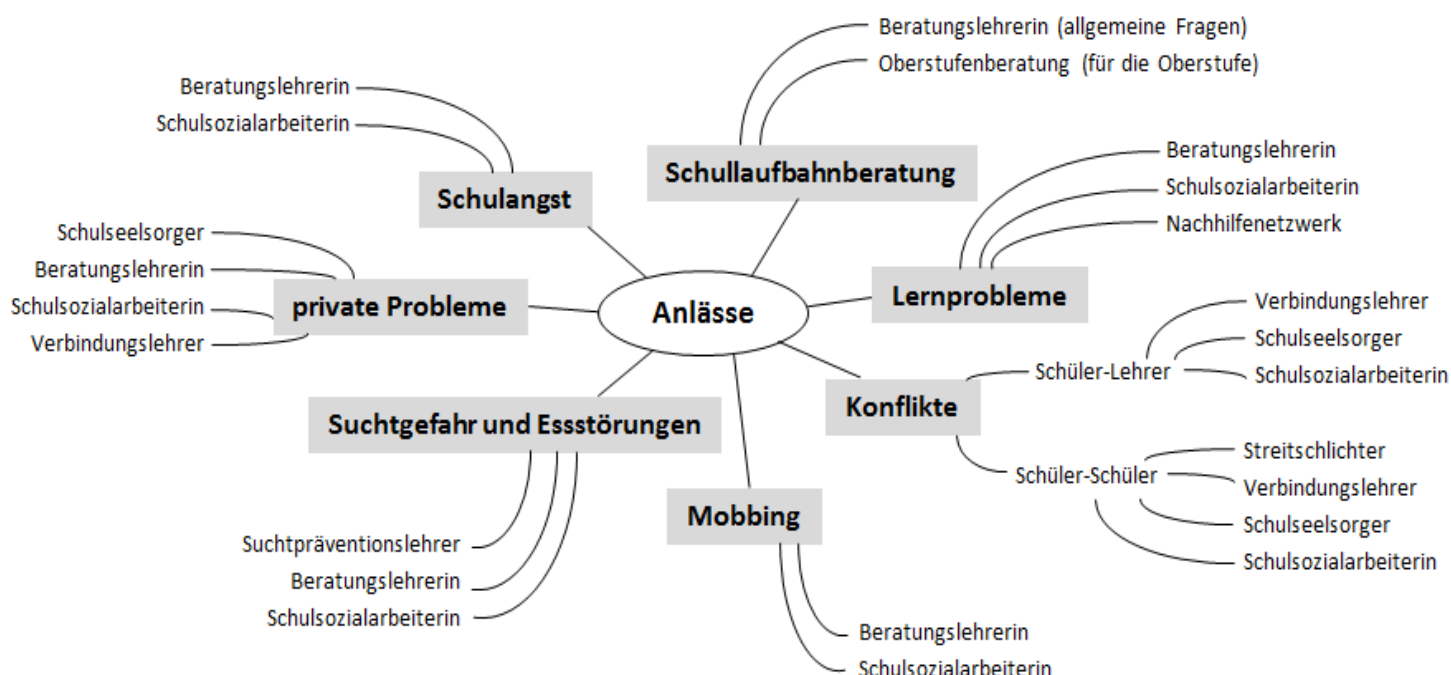 Beratungslehrerin (allgemeine Fragen)
Oberstufenberatung (für die Oberstufe)
Schullaufbahnberatung
Beratungslehrerin
Schulsozialarbeiterin
Schulangst
Beratungslehrerin
Schulsozialarbeiterin
Nachhilfenetzwerk
Lernprobleme
Schulseelsorger
Beratungslehrerin
Schulsozialarbeiterin
Verbindungslehrer
private Probleme
Anlässe
Konflikte
Schüler-Lehrer
Verbindungslehrer
Schulseelsorger
Schulsozialarbeiterin
Schüler-Schüler
Streitschlichter
Verbindungslehrer
Schulseelsorger
Schulsozialarbeiterin
Suchtgefahr und Essstörungen
Suchtpräventionslehrer
Beratungslehrerin
Schulsozialarbeiterin
Mobbing
Beratungslehrerin
Schulsozialarbeiterin